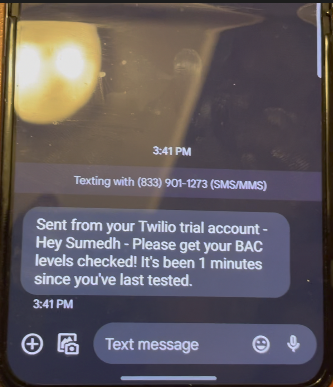 3:41 PM
Texting with (833) 901-1273 (SMS/MMS)
Sent from your Twilio trial account -
Hey Sumedh - Please get your BAC
levels checked! It's been 1 minutes
since you've last tested.
3:41 PM
Text message